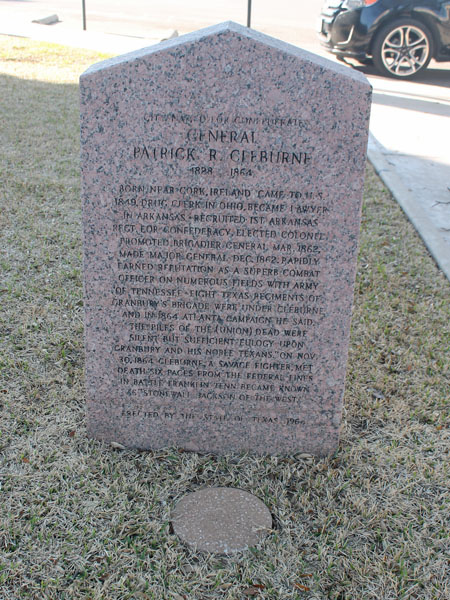 CITY NAMED FOR CONFEDERATE
GENERAL
PATRICK R. CLEBURNE
1828 1864
BORN NEAR CORK, IRELAND. CAME TO U.S.
1849. DRUG CLERK IN OHIO, BECAME LAWYER
IN ARKANSAS • RECRUITED 1ST ARKANSAS
REGT. FOR CONFEDERACY, ELECTED COLONEL
PROMOTED BRIGADIER GENERAL MAR. 1862.
MADE MAJOR GENERAL DEC. 1862. RAPIDLY
EARNED REPUTATION AS A SUPERB COMBAT
OFFICER ON NUMEROUS FIELDS WITH ARMY
OF TENNESSEE • EIGHT TEXAS REGIMENTS OF
GRANBURY'S BRIGADE WERE UNDER CLEBURNE
AND IN 1864 ATLANTA CAMPAIGN HE SAID
"THE PILES OF THE (UNION) DEAD WERE
SILENT BUT SUFFICIENT EULOGY UPON
GRANBURY AND HIS NOBLE TEXANS." ON NOV.
30, 1864 CLEBURNE, A SAVAGE FIGHTER, MET
DEATH SIX PACES FROM THE FEDERAL LINES
IN BATTLE FRANKLIN TENN. BECAME KNOWN
AS "STONEWALL JACKSON OF THE WEST."
ERECTED BY THE STATE OF TEXAS 1964